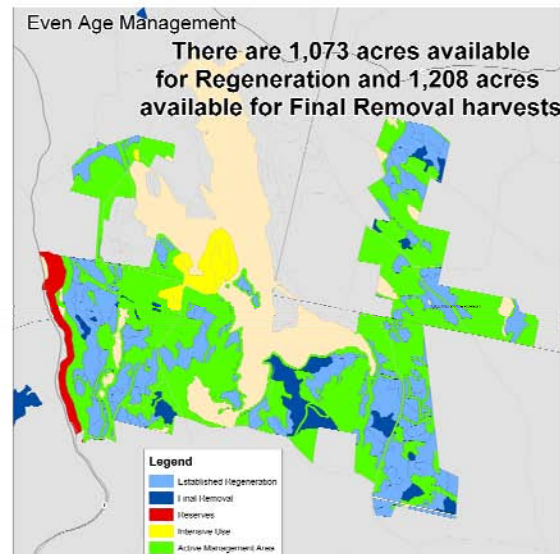 Even Age Management
There are 1,073 acres available
for Regeneration and 1,208 acres
available for Final Removal harvests
Legend
Established Regeneration
Final Removal
Reserves
Intensive Use
Active Management Area